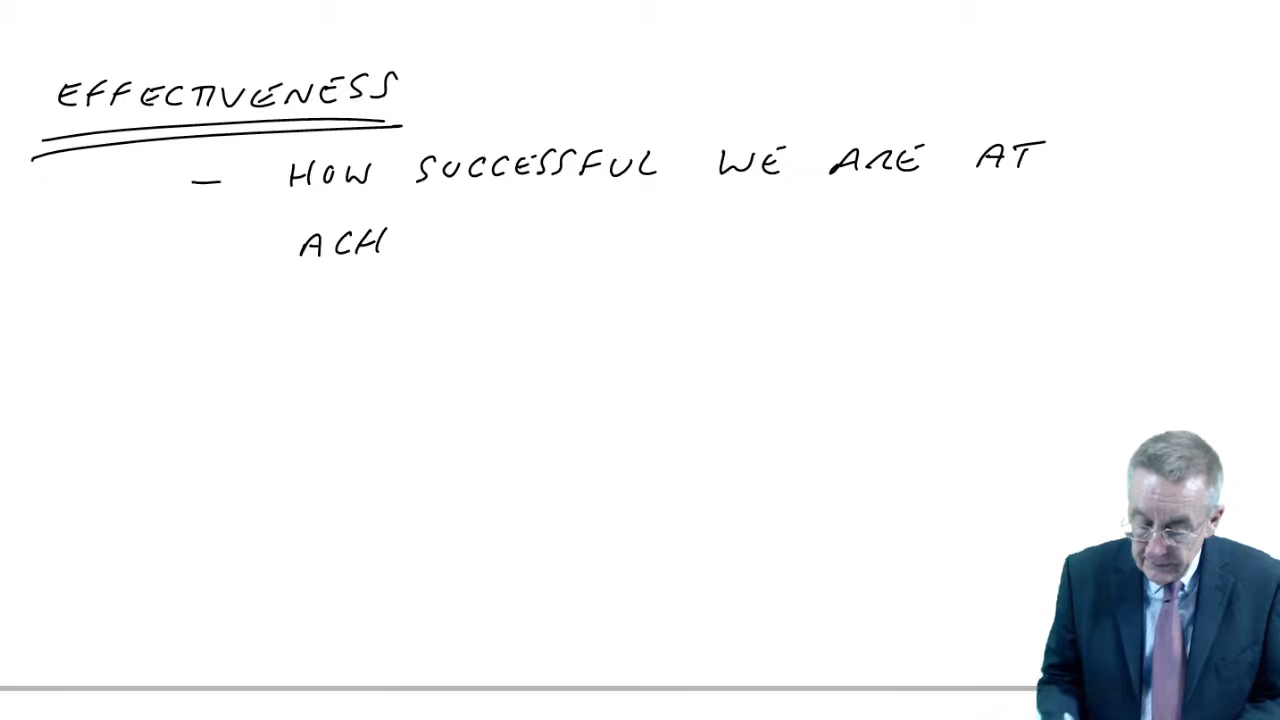 EFFECTIVENESS
– HOW SUCCESSFUL WE ARE AT
ACH